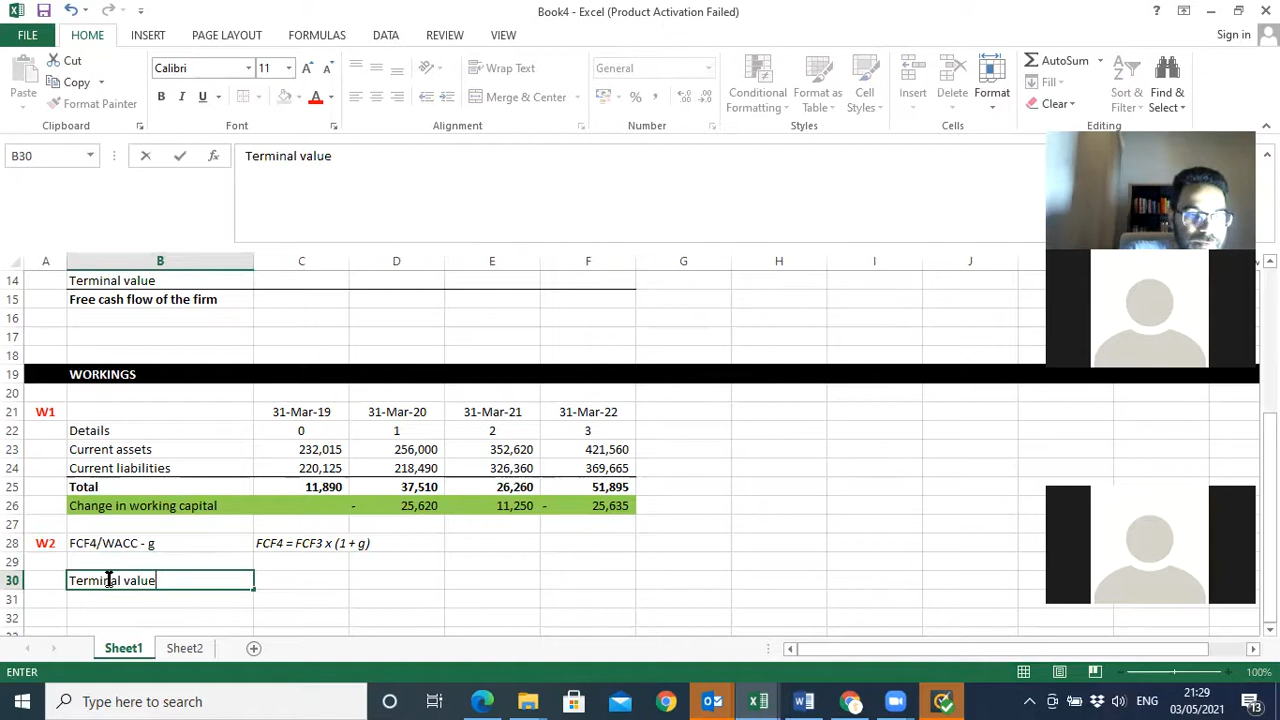 Book4 - Excel (Product Activation Failed)
FILE HOME INSERT PAGE LAYOUT FORMULAS DATA REVIEW VIEW Sign in
Paste Cut Calibri 11 Wrap Text General Conditional Formatting Format as Table Cell Styles Insert Delete Format AutoSum Sort & Filter Find & Select
Copy Fill
Format Painter B I U Merge & Center % Clear
Clipboard Font Alignment Number Styles Cells Editing
B30 fx Terminal value
A B C D E F G H I J
14 Terminal value
15 Free cash flow of the firm
16
17
18
19 WORKINGS
20
21 W1 31-Mar-19 31-Mar-20 31-Mar-21 31-Mar-22
22 Details 0 1 2 3
23 Current assets 232,015 256,000 352,620 421,560
24 Current liabilities 220,125 218,490 326,360 369,665
25 Total 11,890 37,510 26,260 51,895
26 Change in working capital - 25,620 11,250 - 25,635
27
28 W2 FCF4/WACC - g FCF4 = FCF3 x (1 + g)
29
30 Terminal value
31
32
Sheet1 Sheet2
ENTER 100%
Type here to search ENG 21:29
03/05/2021 13